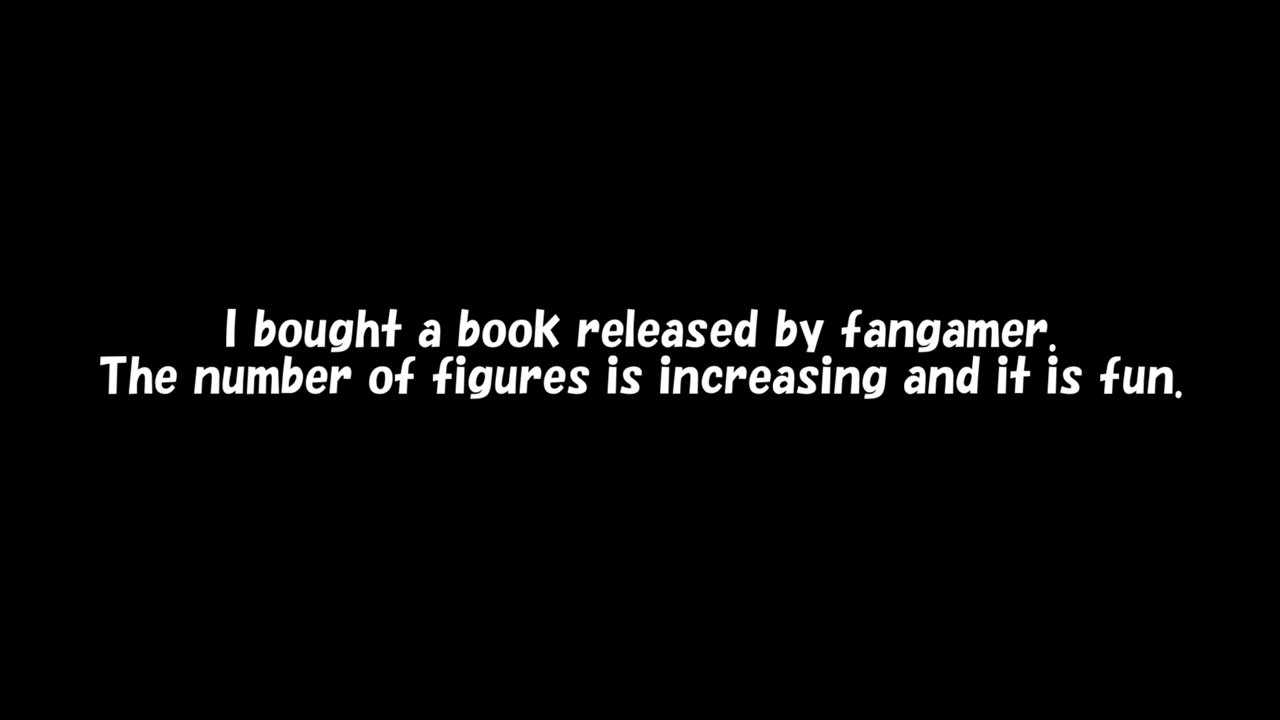 I bought a book released by fangamer.
The number of figures is increasing and it is fun.